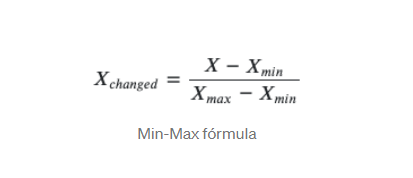 X_changed = (X − X_min) / (X_max − X_min)
Min-Max fórmula